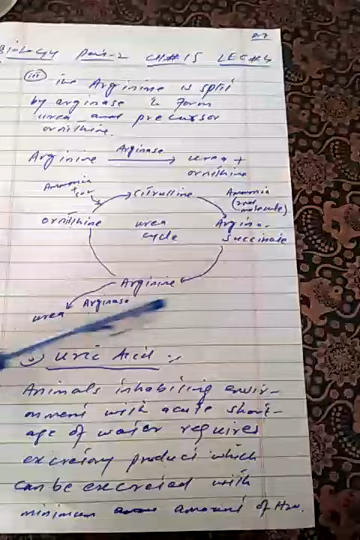 P-7
Biology Part-2 CH#15 LEC#4
(iii) The Arginine is split
by arginase & form
urea and precursor
ornithine.
Arginine Arginase → urea +
ornithine
Ammonia
Citrulline
Ammonia
(2nd molecule)
ornithine
urea cycle
Argino
Succinate
Arginine
Arginase
urea
Uric Acid :-
Animals inhabiting envir-
onment with acute short-
age of water requires
excretory product which
can be excreted with
minimum amount of H2O.